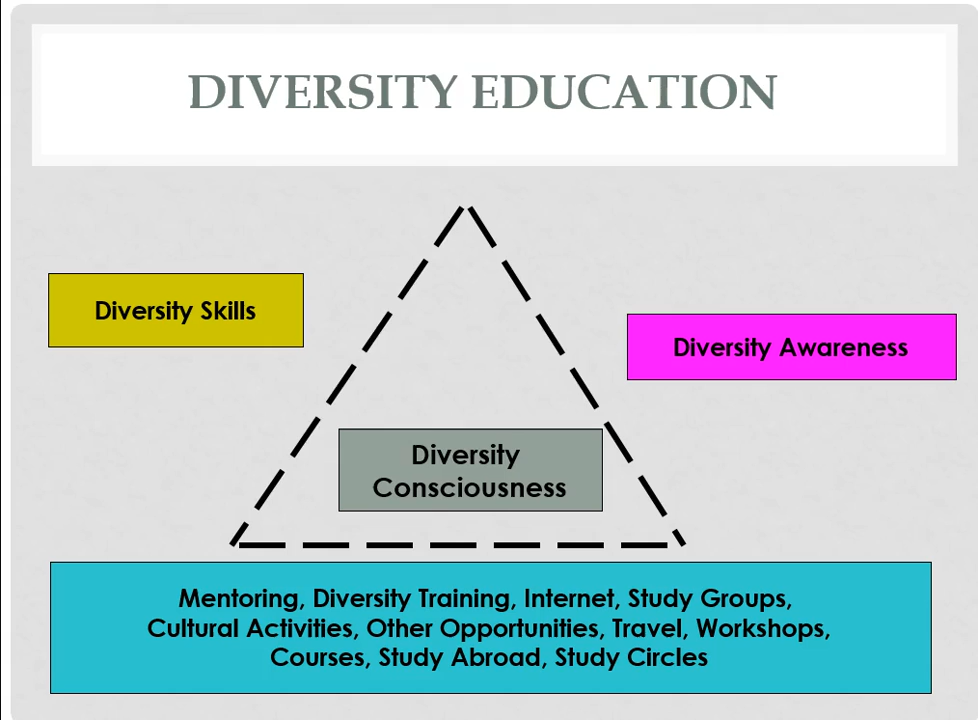 DIVERSITY EDUCATION
Diversity Skills
Diversity Awareness
Diversity
Consciousness
Mentoring, Diversity Training, Internet, Study Groups,
Cultural Activities, Other Opportunities, Travel, Workshops,
Courses, Study Abroad, Study Circles